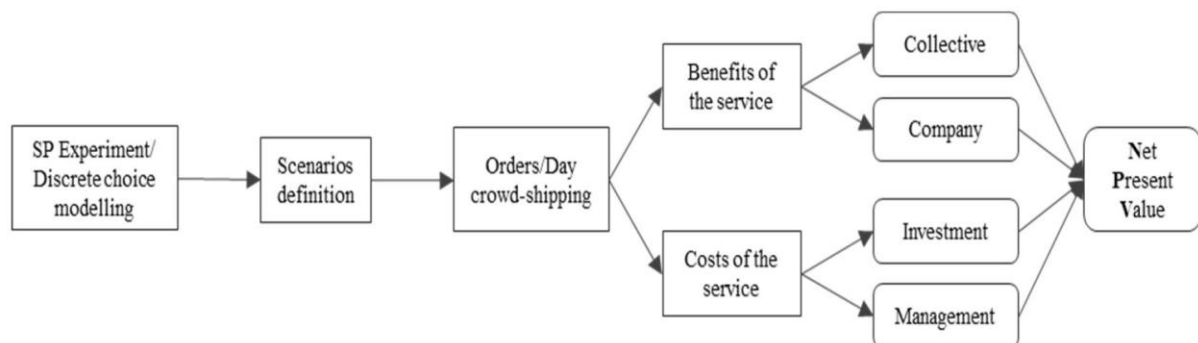 SP Experiment/
Discrete choice
modelling
Scenarios
definition
Orders/Day
crowd-shipping
Benefits of
the service
Costs of the
service
Collective
Company
Investment
Management
Net
Present
Value